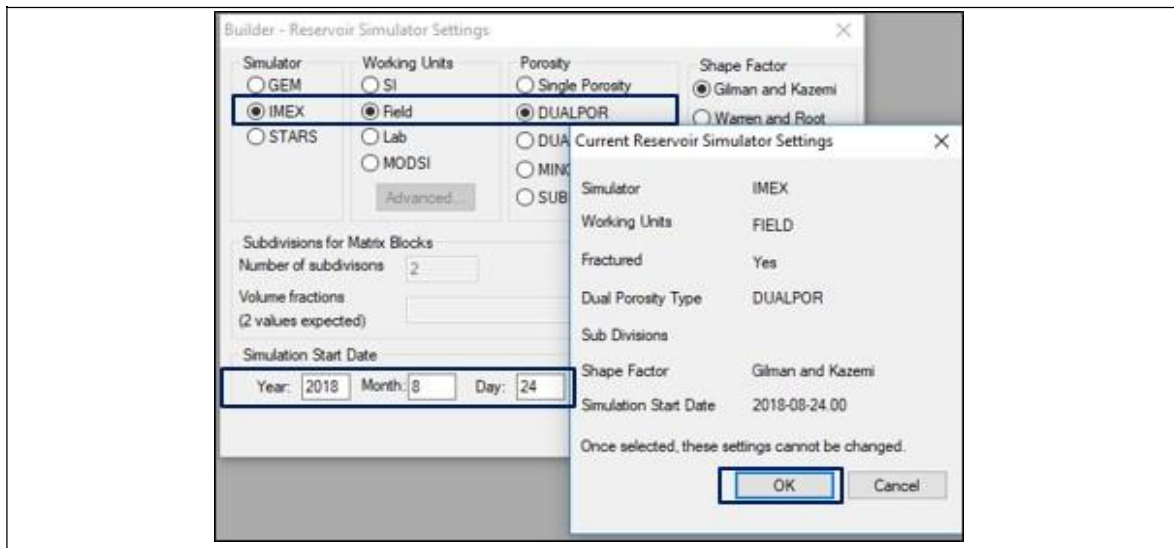 Builder - Reservoir Simulator Settings
Simulator Working Units Porosity Shape Factor
GEM SI Single Porosity Gilman and Kazemi
IMEX Field DUALPOR Warren and Root
STARS Lab DUA
MODSI MINC
Advanced... SUB
Subdivisions for Matrix Blocks
Number of subdivisons 2
Volume fractions
(2 values expected)
Simulation Start Date
Year: 2018 Month: 8 Day: 24
Current Reservoir Simulator Settings
Simulator IMEX
Working Units FIELD
Fractured Yes
Dual Porosity Type DUALPOR
Sub Divisions
Shape Factor Gilman and Kazemi
Simulation Start Date 2018-08-24.00
Once selected, these settings cannot be changed.
OK Cancel